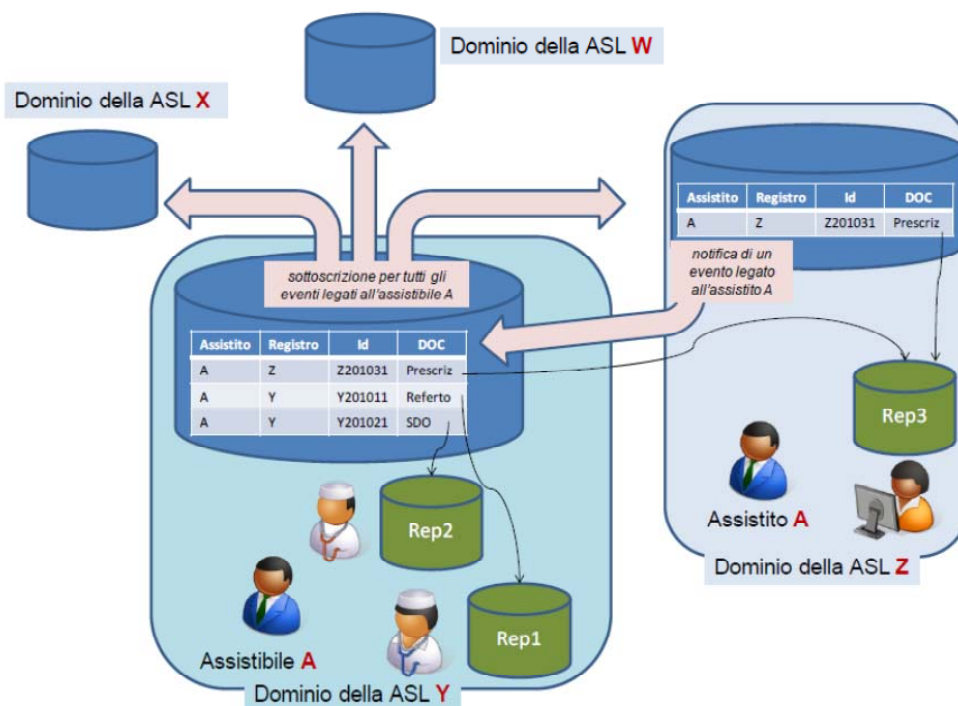 Dominio della ASL W
Dominio della ASL X
Assistito Registro Id DOC
A Z Z201031 Prescriz
sottoscrizione per tutti gli
eventi legati all'assistibile A
notifica di un
evento legato
all'assistito A
Assistito Registro Id DOC
A Z Z201031 Prescriz
A Y Y201011 Referto
A Y Y201021 SDO
Rep3
Rep2
Assistito A
Dominio della ASL Z
Rep1
Assistibile A
Dominio della ASL Y